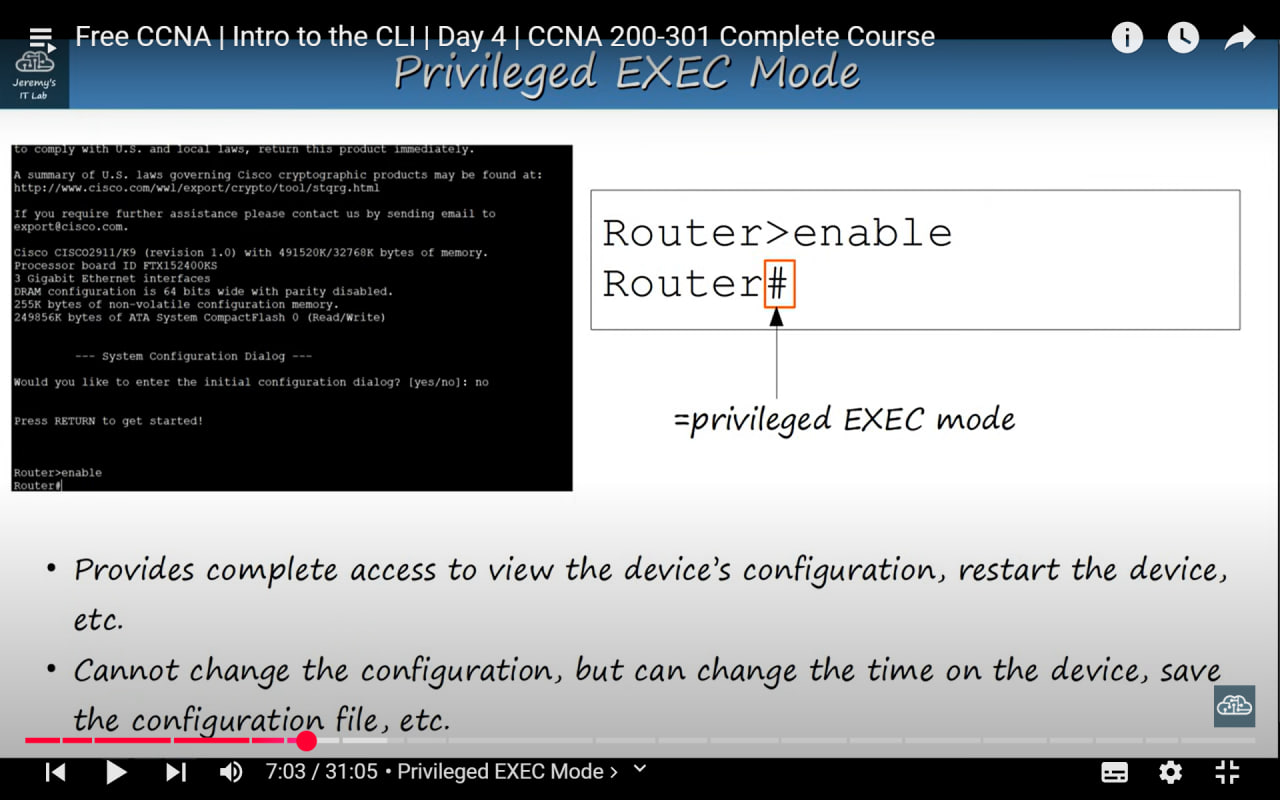 Free CCNA | Intro to the CLI | Day 4 | CCNA 200-301 Complete Course
Jeremy's
IT Lab
Privileged EXEC Mode
to comply with U.S. and local laws, return this product immediately.
A summary of U.S. laws governing Cisco cryptographic products may be found at:
http://www.cisco.com/wwl/export/crypto/tool/stqrg.html
If you require further assistance please contact us by sending email to
export@cisco.com.
Cisco CISCO2911/K9 (revision 1.0) with 491520K/32768K bytes of memory.
Processor board ID FTX152400KS
3 Gigabit Ethernet interfaces
DRAM configuration is 64 bits wide with parity disabled.
255K bytes of non-volatile configuration memory.
249856K bytes of ATA System CompactFlash 0 (Read/Write)
--- System Configuration Dialog ---
Would you like to enter the initial configuration dialog? [yes/no]: no
Press RETURN to get started!
Router>enable
Router#
Router>enable
Router#
=privileged EXEC mode
• Provides complete access to view the device's configuration, restart the device,
etc.
• Cannot change the configuration, but can change the time on the device, save
the configuration file, etc.
7:03 / 31:05 • Privileged EXEC Mode >